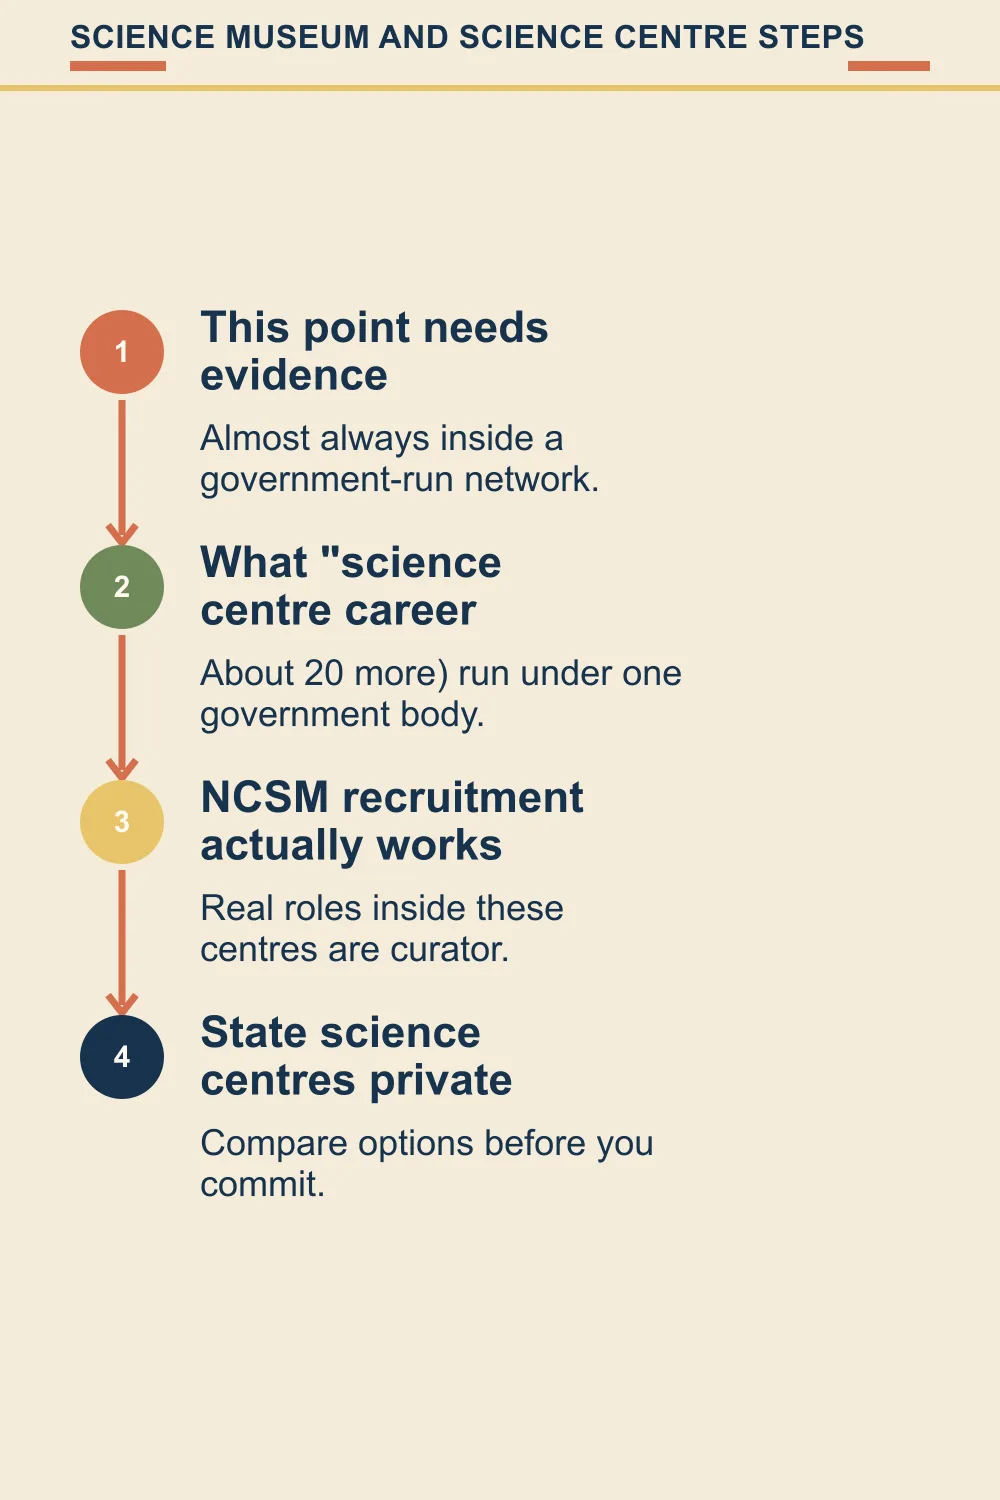 SCIENCE MUSEUM AND SCIENCE CENTRE STEPS
1
This point needs
evidence
Almost always inside a
government-run network.
2
What "science
centre career
About 20 more) run under one
government body.
3
NCSM recruitment
actually works
Real roles inside these
centres are curator.
4
State science
centres private
Compare options before you
commit.